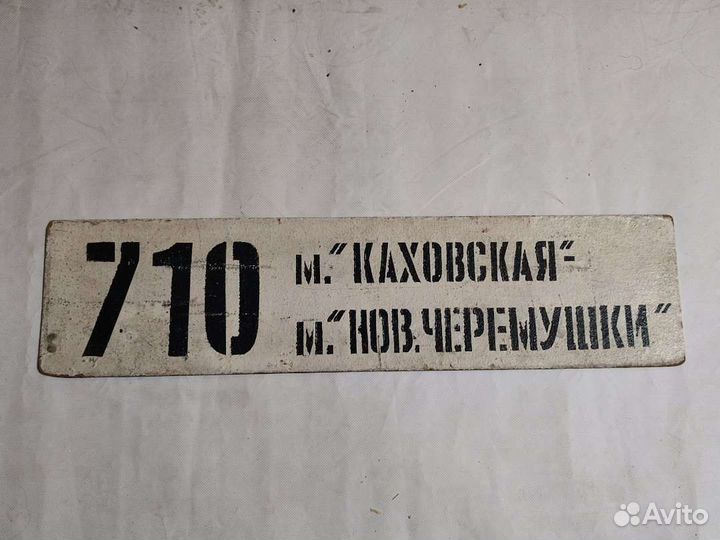 710
м. "КАХОВСКАЯ"-
м. "НОВ. ЧЕРЕМУШКИ"
Avito